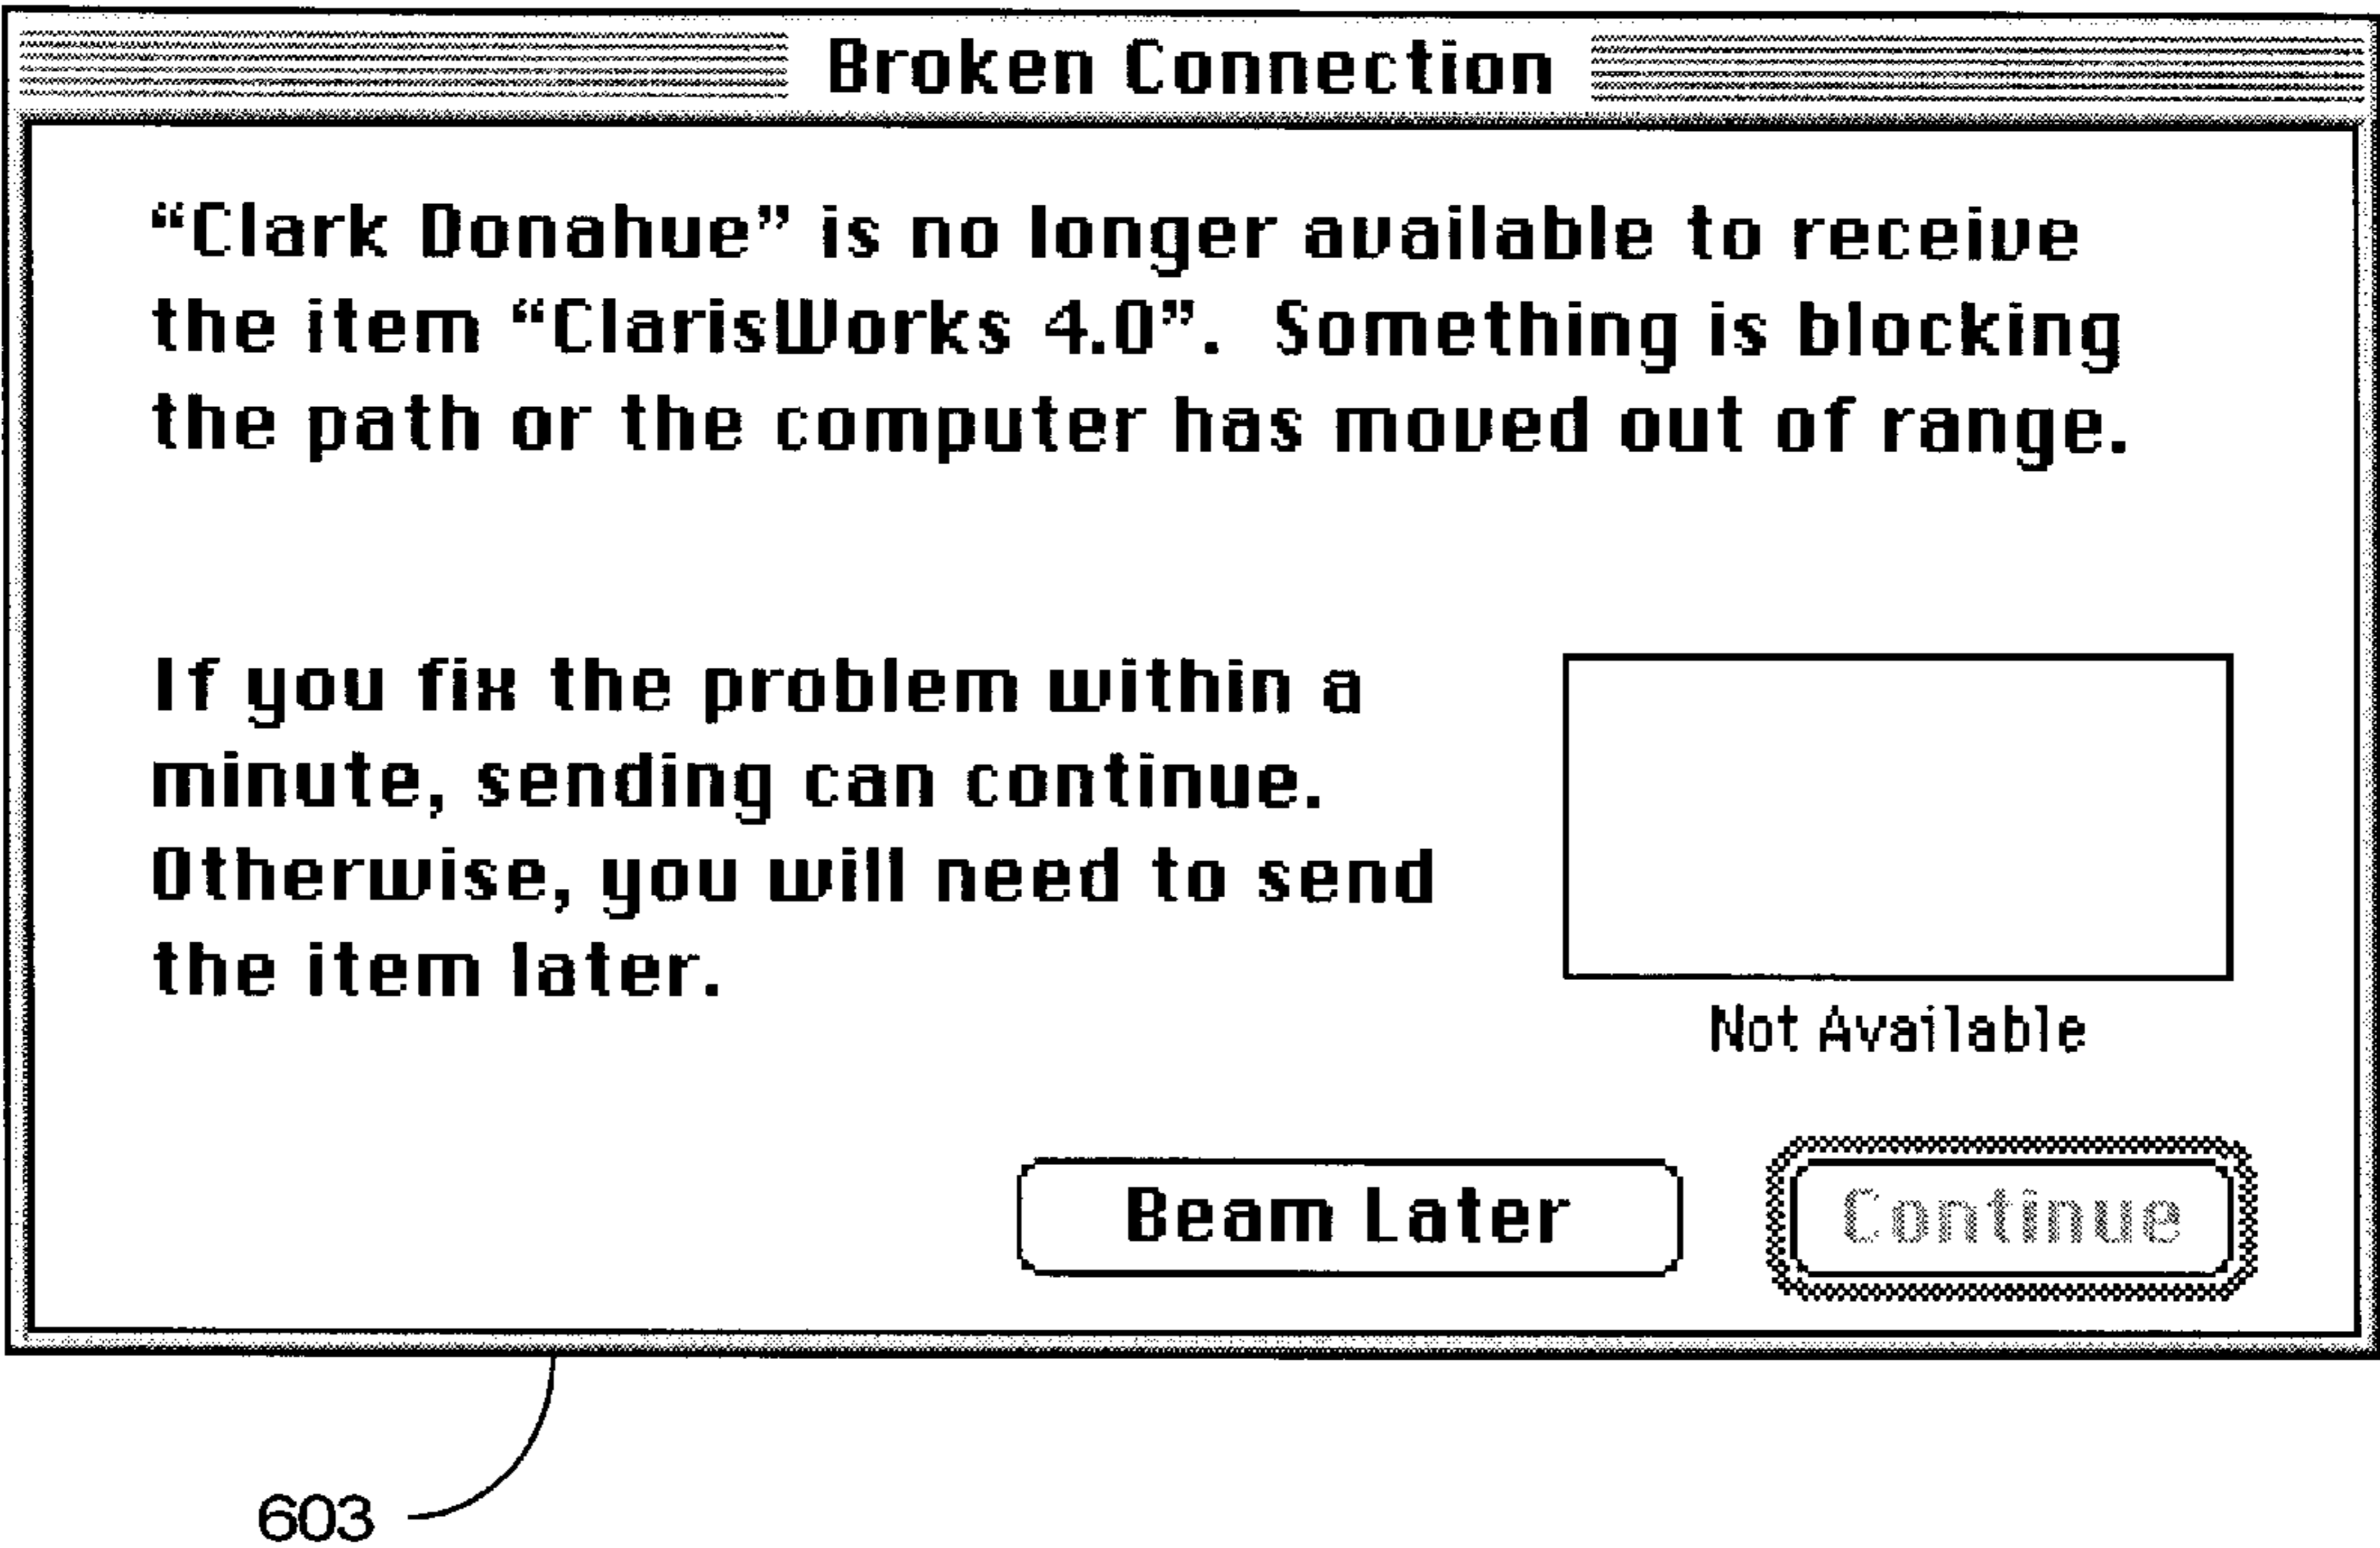 Broken Connection
“Clark Donahue” is no longer available to receive
the item “ClarisWorks 4.0”.  Something is blocking
the path or the computer has moved out of range.
If you fix the problem within a
minute, sending can continue.
Otherwise, you will need to send
the item later.
Not Available
Beam Later
Continue
603